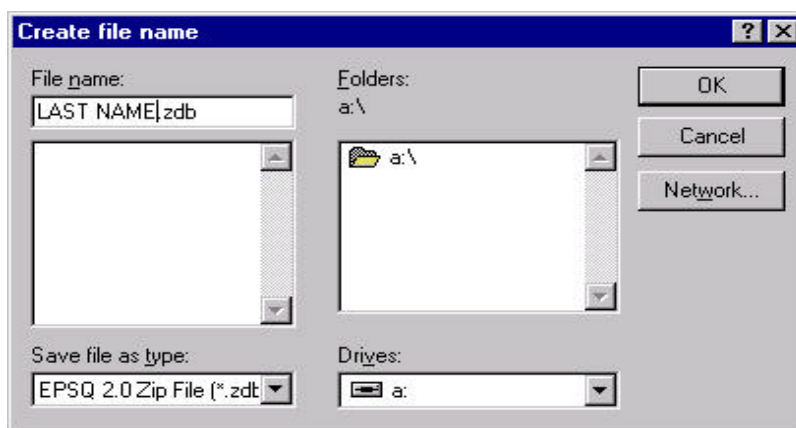 Create file name
File name:
LAST NAME.zdb
Folders:
a:\
a:\
OK
Cancel
Network...
Save file as type:
EPSQ 2.0 Zip File (*.zdb
Drives:
a: